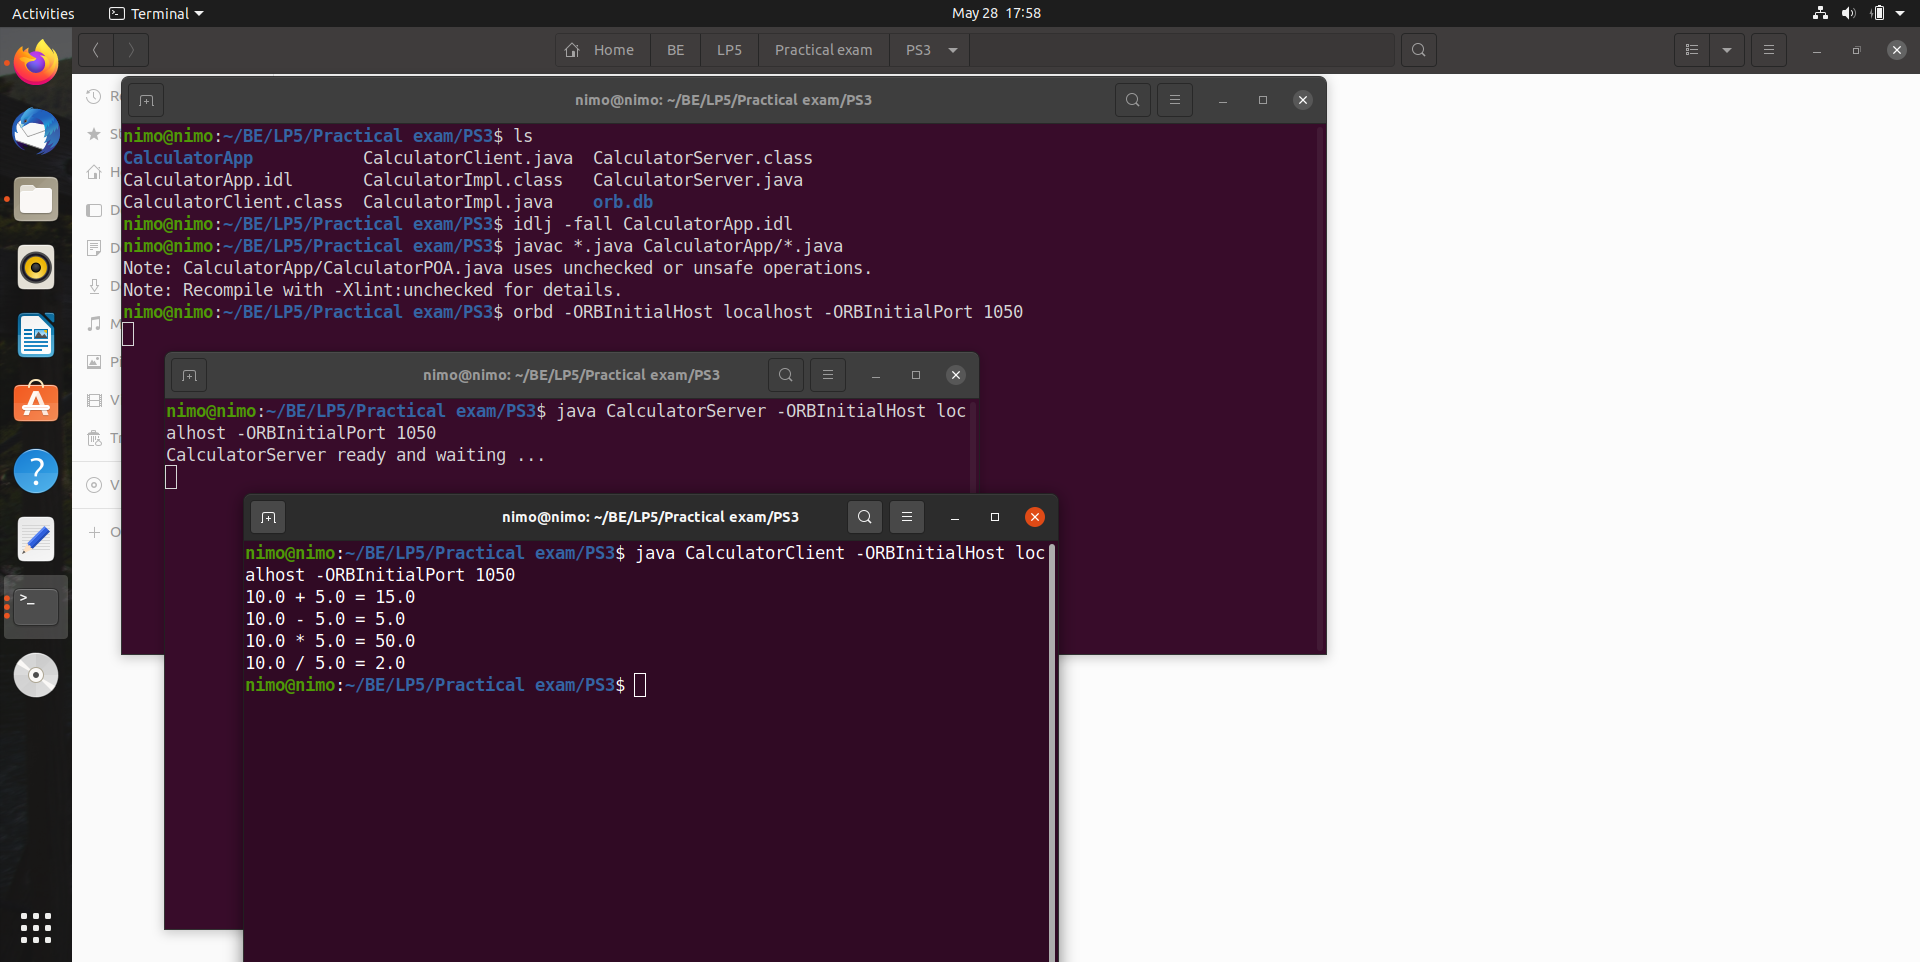 Activities Terminal May 28 17:58
Home BE LP5 Practical exam PS3
nimo@nimo: ~/BE/LP5/Practical exam/PS3
nimo@nimo:~/BE/LP5/Practical exam/PS3$ ls
CalculatorApp CalculatorClient.java CalculatorServer.class
CalculatorApp.idl CalculatorImpl.class CalculatorServer.java
CalculatorClient.class CalculatorImpl.java orb.db
nimo@nimo:~/BE/LP5/Practical exam/PS3$ idlj -fall CalculatorApp.idl
nimo@nimo:~/BE/LP5/Practical exam/PS3$ javac *.java CalculatorApp/*.java
Note: CalculatorApp/CalculatorPOA.java uses unchecked or unsafe operations.
Note: Recompile with -Xlint:unchecked for details.
nimo@nimo:~/BE/LP5/Practical exam/PS3$ orbd -ORBInitialHost localhost -ORBInitialPort 1050
nimo@nimo: ~/BE/LP5/Practical exam/PS3
nimo@nimo:~/BE/LP5/Practical exam/PS3$ java CalculatorServer -ORBInitialHost loc
alhost -ORBInitialPort 1050
CalculatorServer ready and waiting ...
nimo@nimo: ~/BE/LP5/Practical exam/PS3
nimo@nimo:~/BE/LP5/Practical exam/PS3$ java CalculatorClient -ORBInitialHost loc
alhost -ORBInitialPort 1050
10.0 + 5.0 = 15.0
10.0 - 5.0 = 5.0
10.0 * 5.0 = 50.0
10.0 / 5.0 = 2.0
nimo@nimo:~/BE/LP5/Practical exam/PS3$